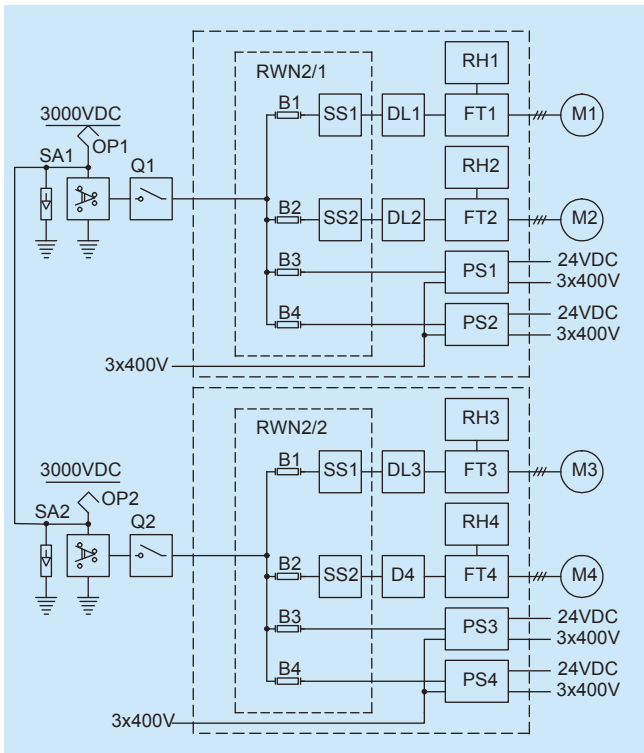 RH1
RWN2/1
B1
SS1
DL1
FT1
M1
3000VDC
OP1
SA1
Q1
RH2
B2
SS2
DL2
FT2
M2
B3
PS1
24VDC
3x400V
B4
PS2
24VDC
3x400V
3x400V
RH3
RWN2/2
B1
SS1
DL3
FT3
M3
3000VDC
OP2
SA2
Q2
RH4
B2
SS2
D4
FT4
M4
B3
PS3
24VDC
3x400V
B4
PS4
24VDC
3x400V
3x400V